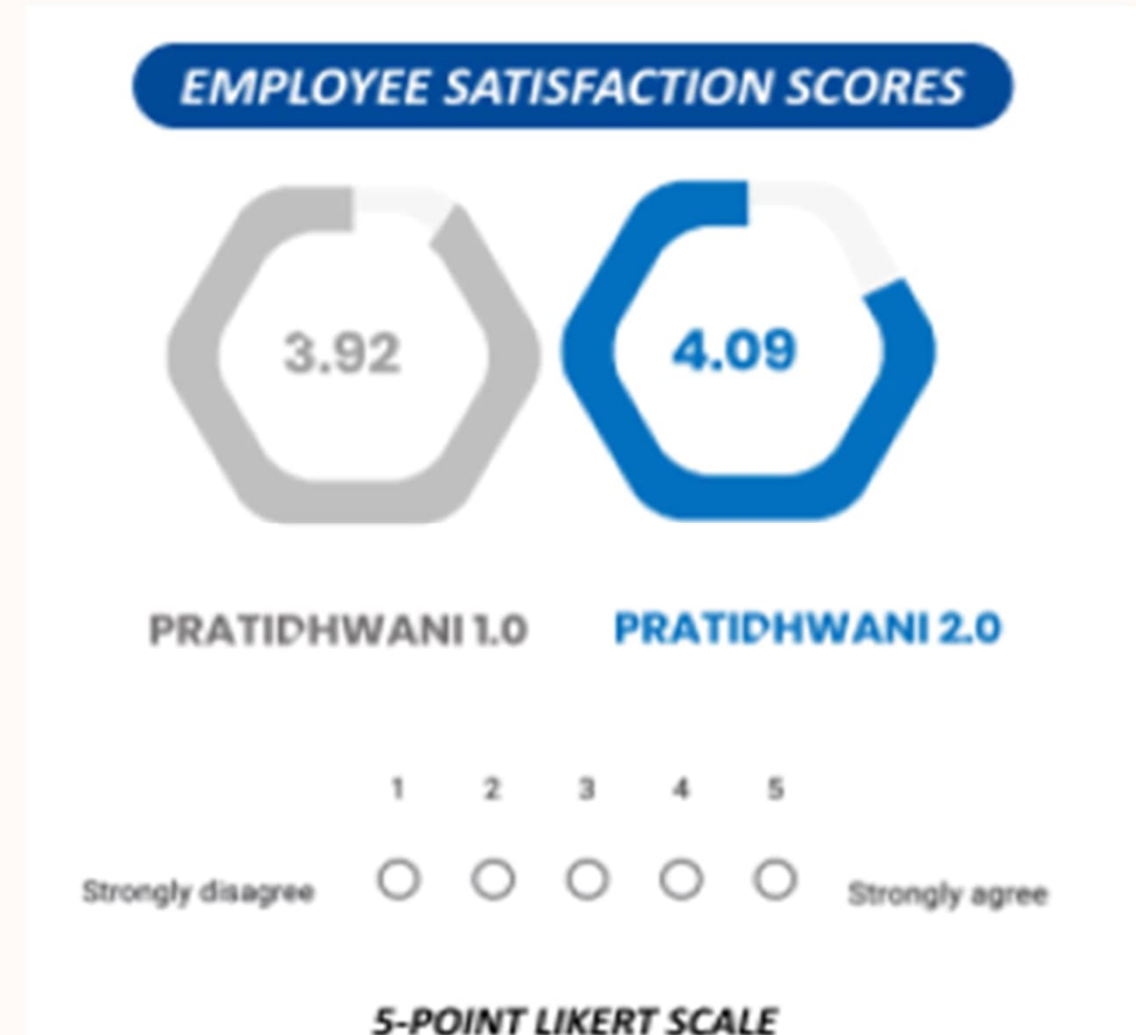 EMPLOYEE SATISFACTION SCORES
3.92 4.09
PRATIDHWANI 1.0 PRATIDHWANI 2.0
1 2 3 4 5
Strongly disagree Strongly agree
5-POINT LIKERT SCALE